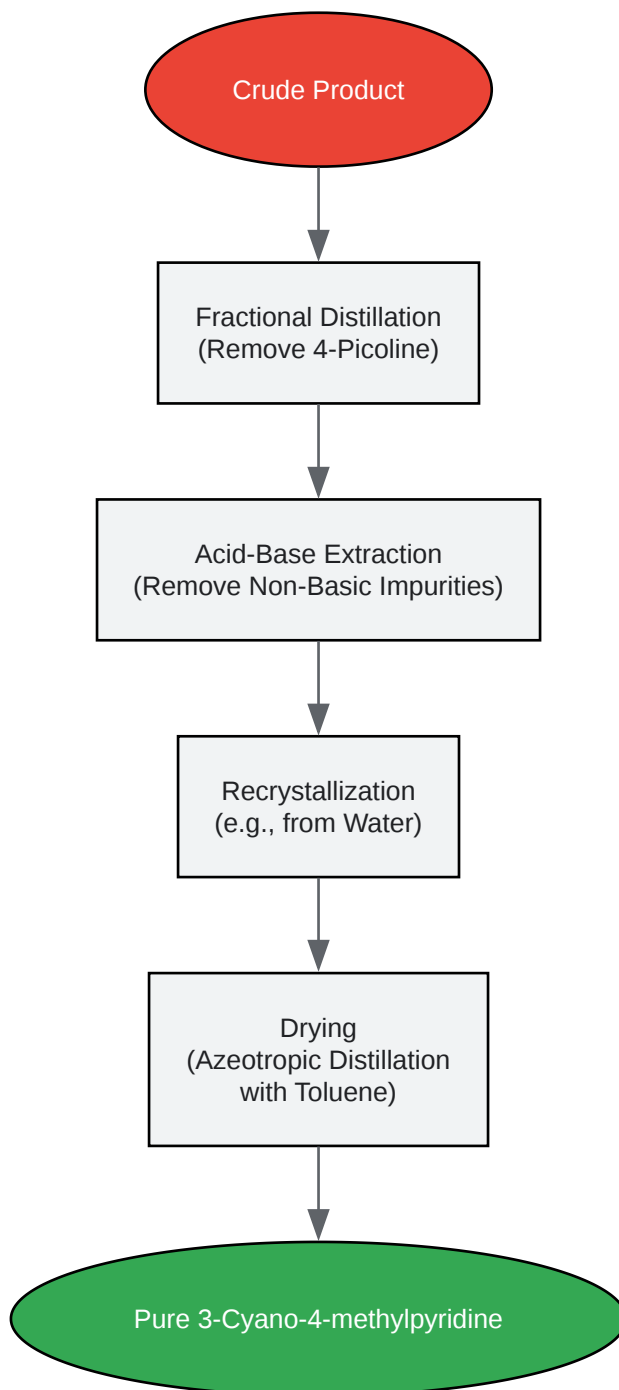 Crude Product
Fractional Distillation
(Remove 4-Picoline)
Acid-Base Extraction
(Remove Non-Basic Impurities)
Recrystallization
(e.g., from Water)
Drying
(Azeotropic Distillation
with Toluene)
Pure 3-Cyano-4-methylpyridine